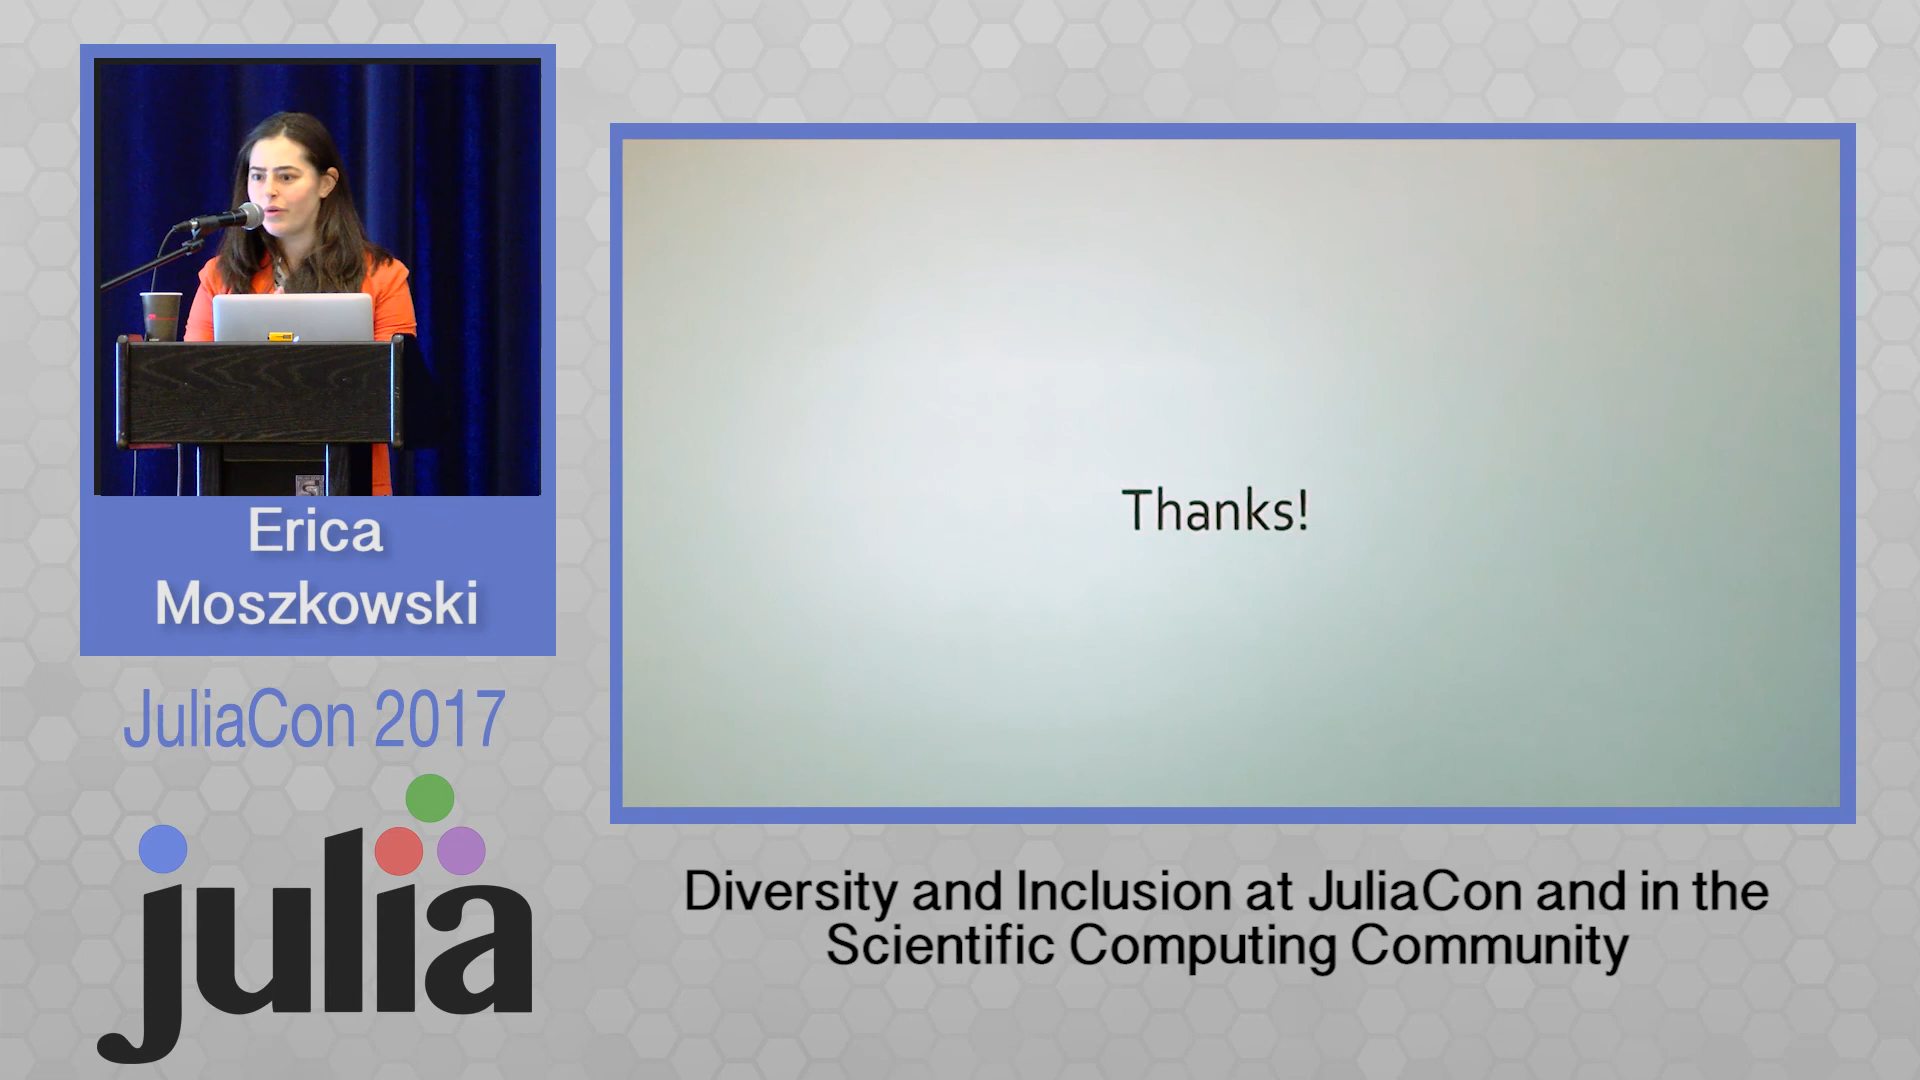 Erica
Moszkowski
JuliaCon 2017
julia
Thanks!
Diversity and Inclusion at JuliaCon and in the
Scientific Computing Community